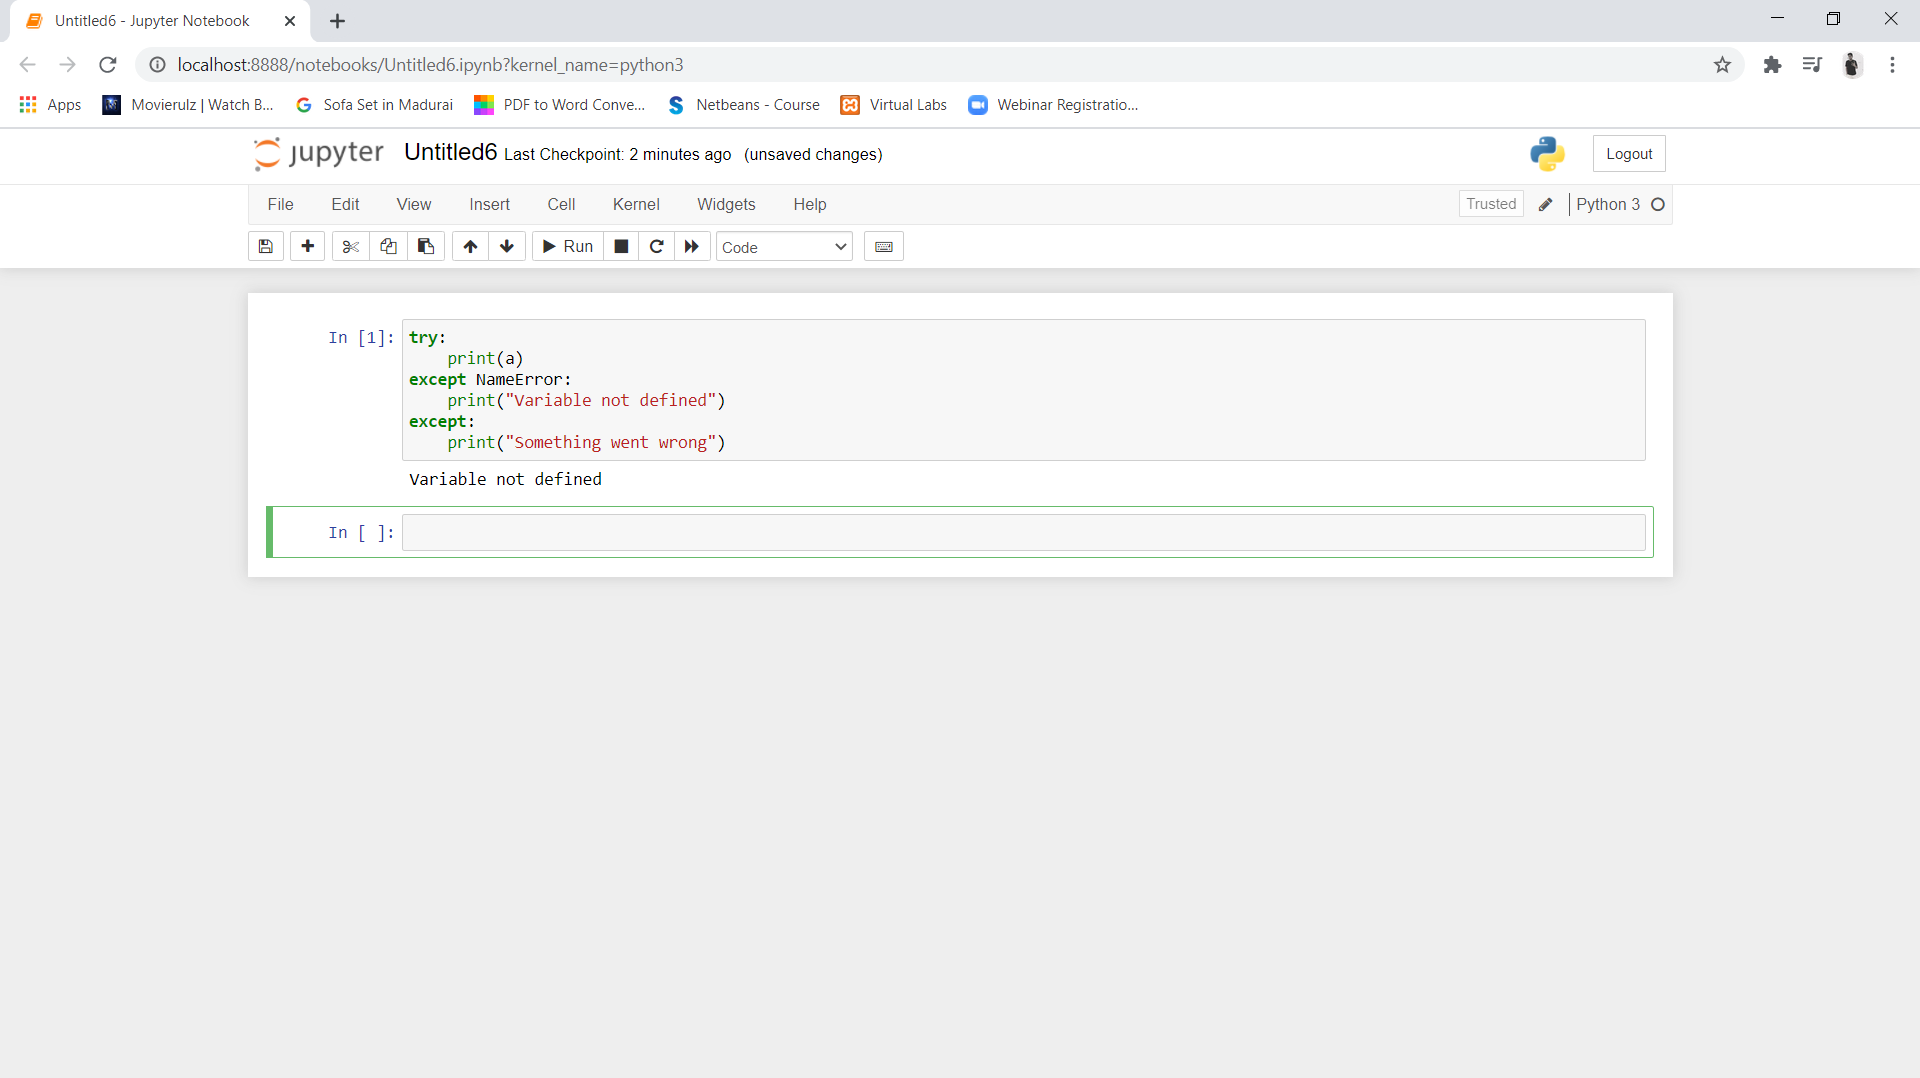 Untitled6 - Jupyter Notebook
localhost:8888/notebooks/Untitled6.ipynb?kernel_name=python3
Apps Movierulz | Watch B... Sofa Set in Madurai PDF to Word Conve... Netbeans - Course Virtual Labs Webinar Registratio...
jupyter Untitled6 Last Checkpoint: 2 minutes ago (unsaved changes) Logout
File Edit View Insert Cell Kernel Widgets Help Trusted Python 3
Run Code
In [1]: try:
    print(a)
except NameError:
    print("Variable not defined")
except:
    print("Something went wrong")
Variable not defined
In [ ]: